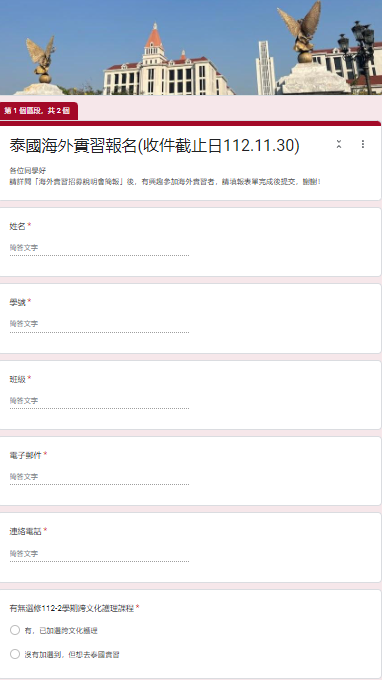 第 1 個區段，共 2 個
泰國海外實習報名(收件截止日112.11.30)
各位同學好
請詳閱「海外實習招募說明會簡報」後，有興趣參加海外實習者，請填報表單完成後提交，謝謝!
姓名 *
簡答文字
學號 *
簡答文字
班級 *
簡答文字
電子郵件 *
簡答文字
連絡電話 *
簡答文字
有無選修112-2學期跨文化護理課程 *
有，已加選跨文化護理
沒有加選到，但想去泰國實習